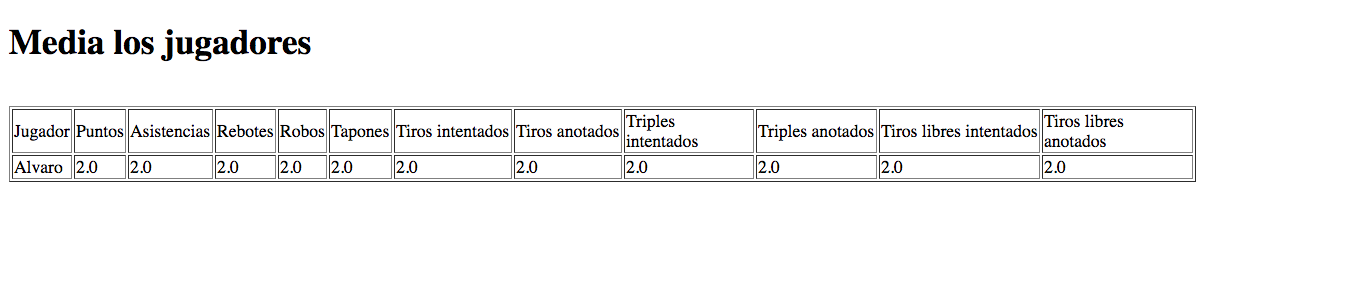 Media los jugadores
Jugador Puntos Asistencias Rebotes Robos Tapones Tiros intentados Tiros anotados Triples intentados Triples anotados Tiros libres intentados Tiros libres anotados
Alvaro 2.0 2.0 2.0 2.0 2.0 2.0 2.0 2.0 2.0 2.0 2.0